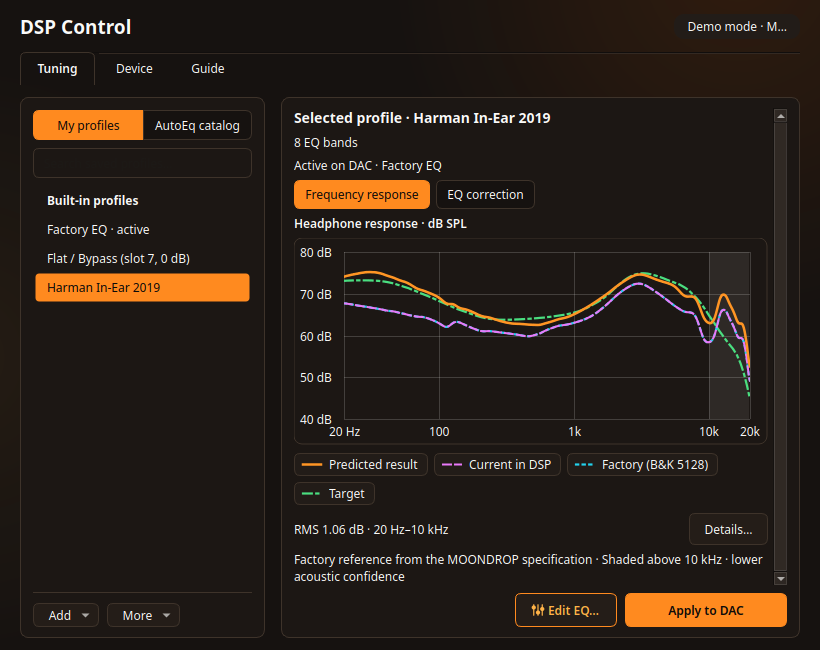 DSP Control
Demo mode · M...
Tuning Device Guide
My profiles AutoEq catalog
Built-in profiles
Factory EQ · active
Flat / Bypass (slot 7, 0 dB)
Harman In-Ear 2019
Add More
Selected profile · Harman In-Ear 2019
8 EQ bands
Active on DAC · Factory EQ
Frequency response EQ correction
Headphone response · dB SPL
80 dB
70 dB
60 dB
50 dB
40 dB
20 Hz 100 1k 10k 20k
Predicted result Current in DSP Factory (B&K 5128)
Target
RMS 1.06 dB · 20 Hz–10 kHz Details...
Factory reference from the MOONDROP specification · Shaded above 10 kHz · lower
acoustic confidence
Edit EQ... Apply to DAC